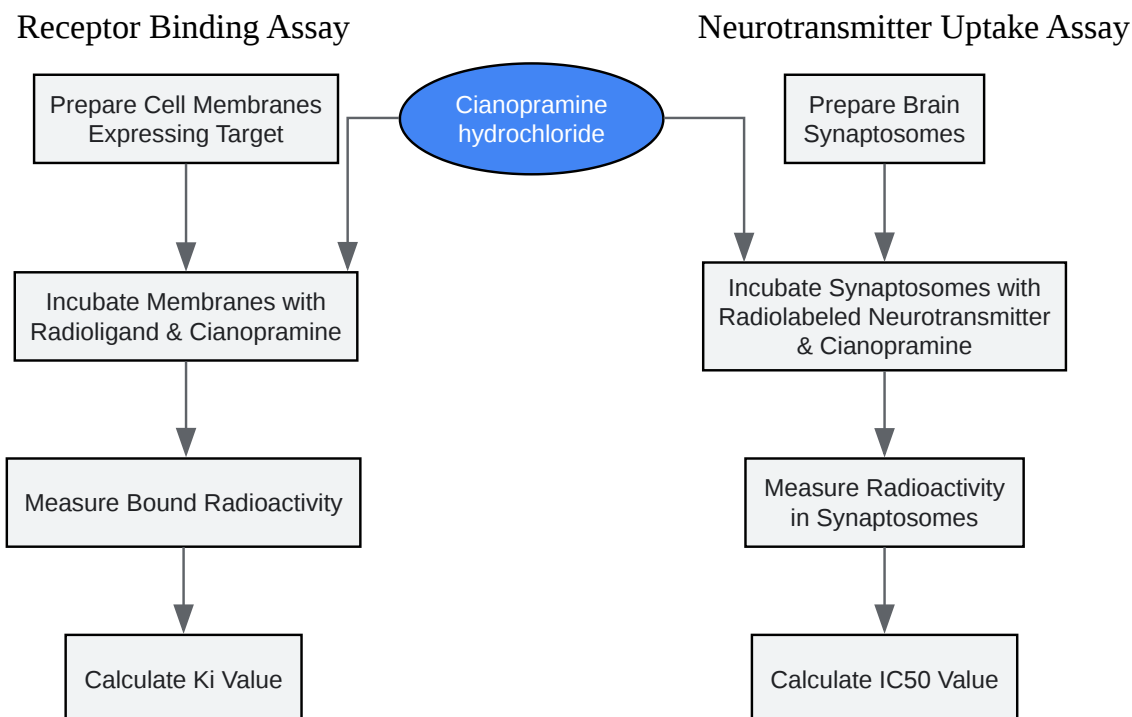 Receptor Binding Assay
Neurotransmitter Uptake Assay
Prepare Cell Membranes
Expressing Target
Cianopramine
hydrochloride
Prepare Brain
Synaptosomes
Incubate Membranes with
Radioligand & Cianopramine
Incubate Synaptosomes with
Radiolabeled Neurotransmitter
& Cianopramine
Measure Bound Radioactivity
Measure Radioactivity
in Synaptosomes
Calculate Ki Value
Calculate IC50 Value